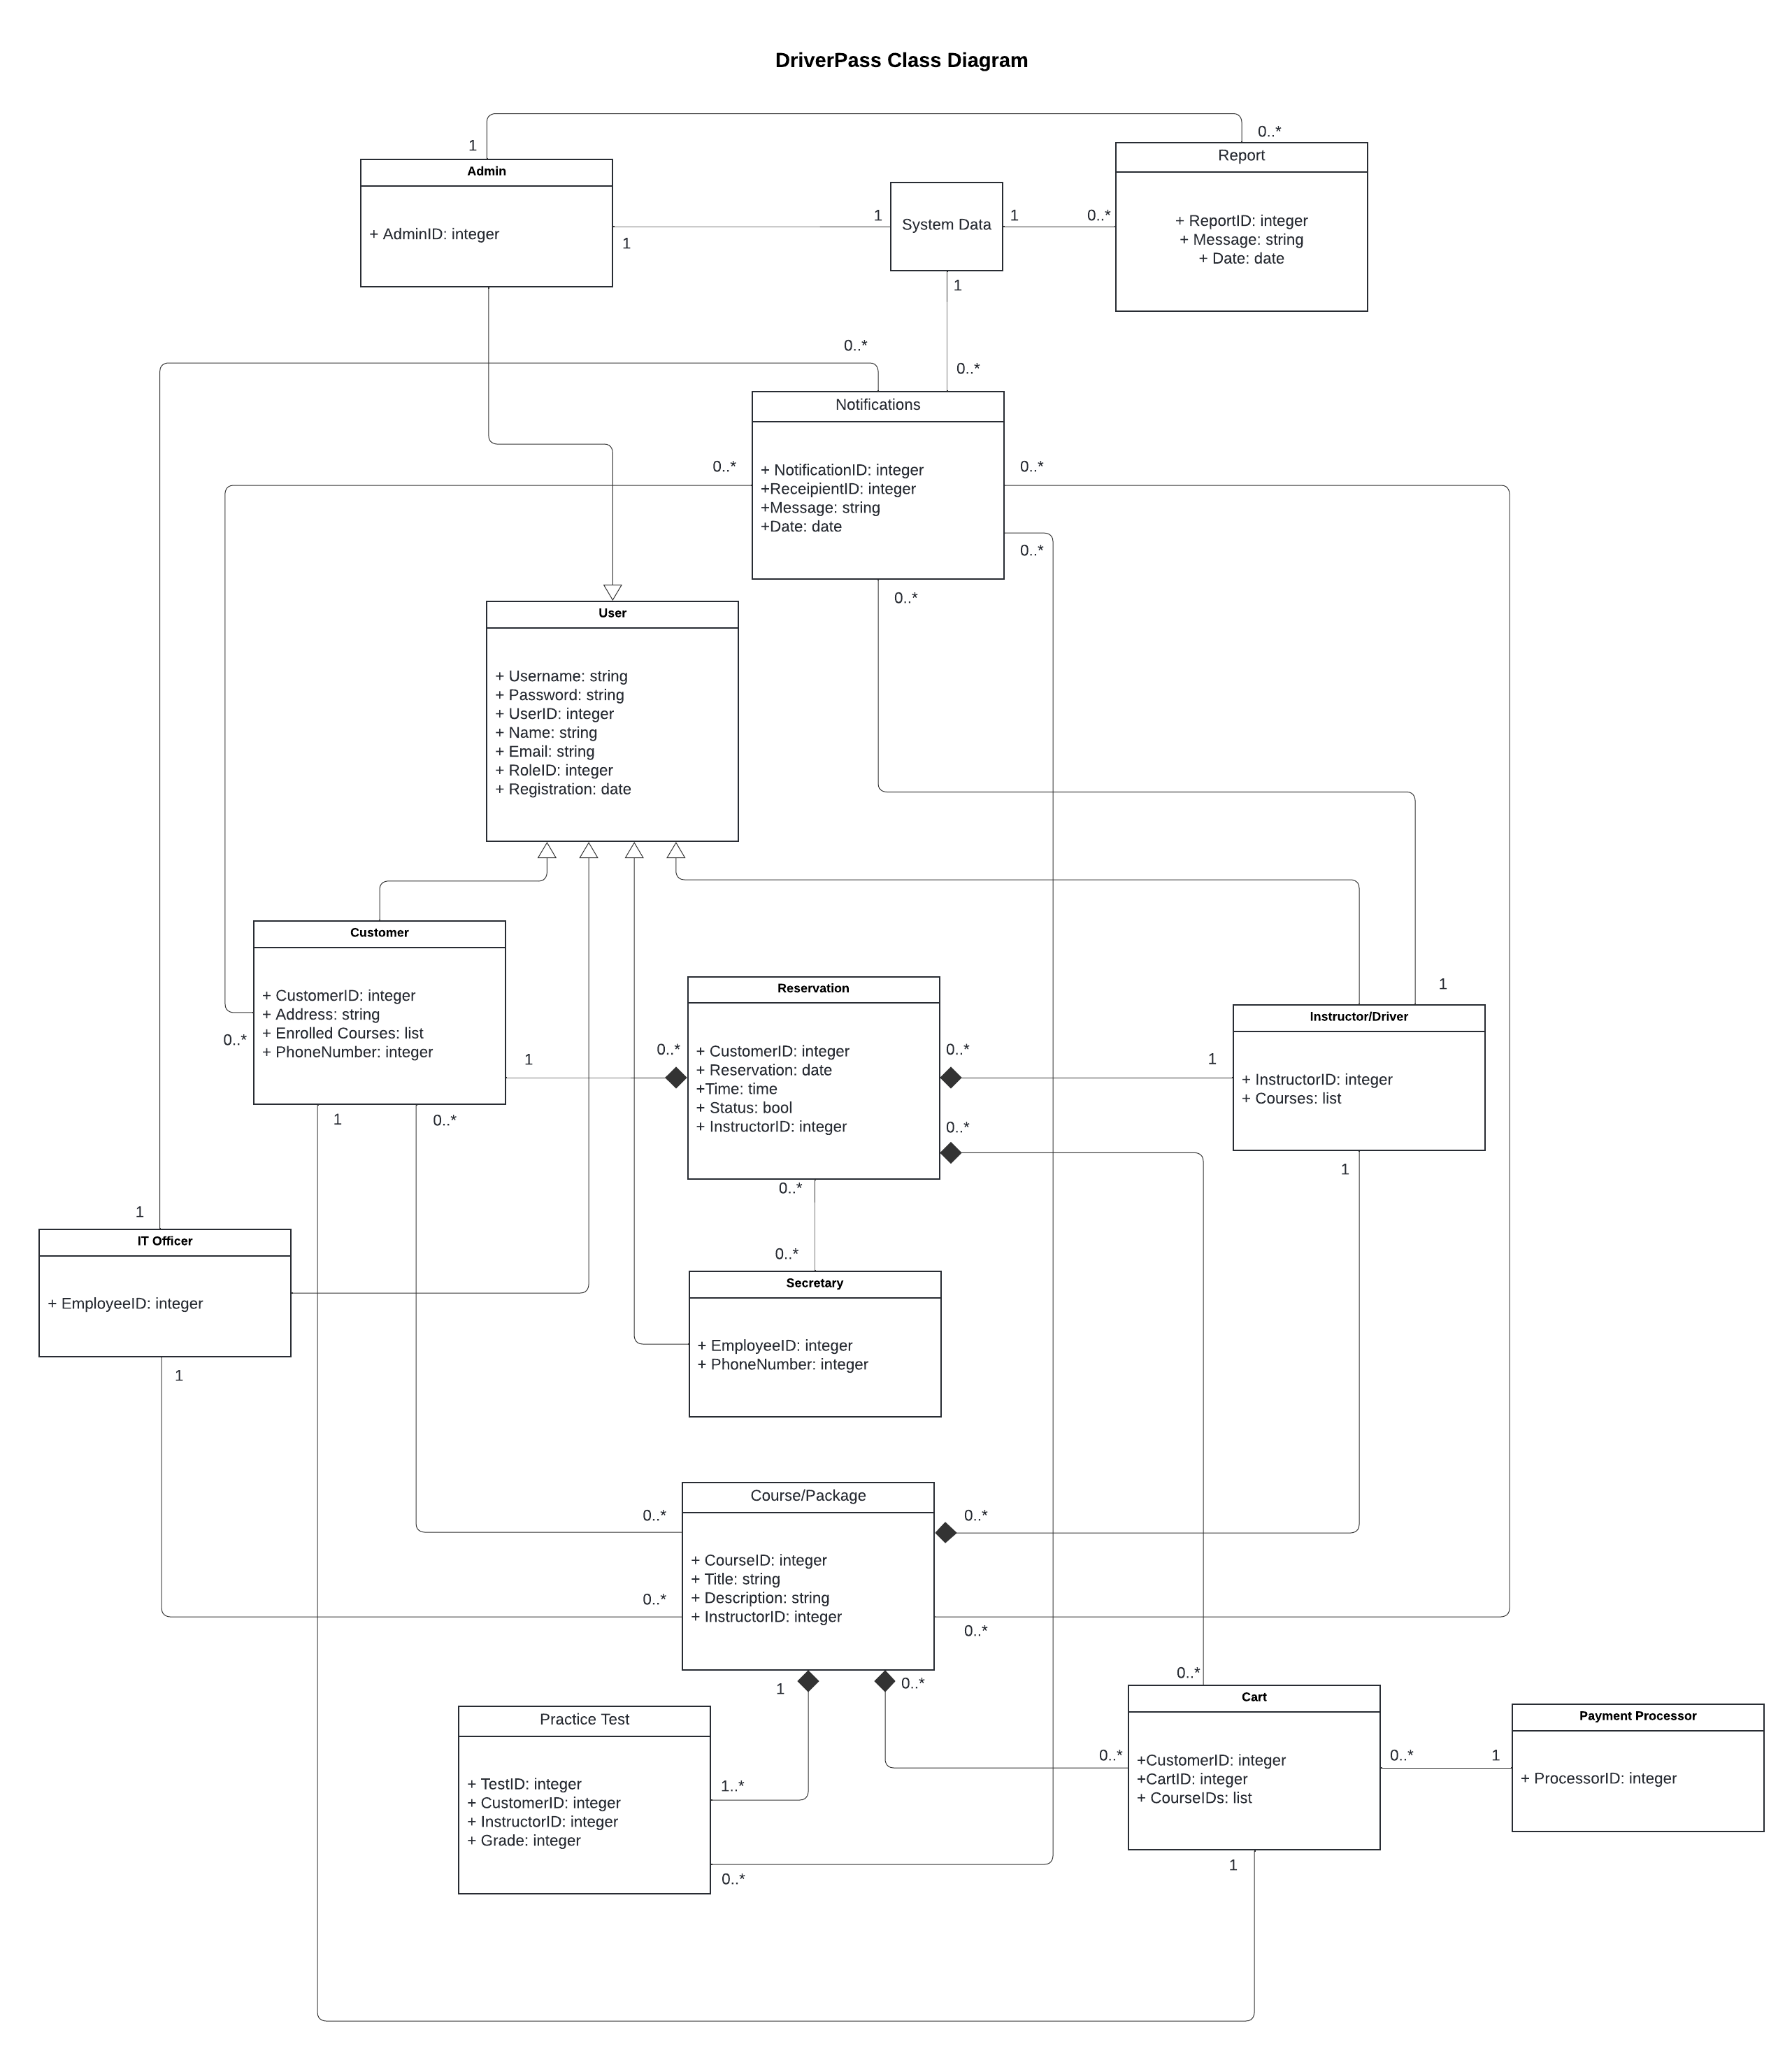 DriverPass Class Diagram
0..*
1
Report
Admin
+ AdminID: integer
1
1
System Data
1
0..*
+ ReportID: integer
+ Message: string
+ Date: date
1
0..*
0..*
Notifications
0..*
+ NotificationID: integer
+ReceipientID: integer
+Message: string
+Date: date
0..*
0..*
0..*
User
+ Username: string
+ Password: string
+ UserID: integer
+ Name: string
+ Email: string
+ RoleID: integer
+ Registration: date
Customer
+ CustomerID: integer
+ Address: string
+ Enrolled Courses: list
+ PhoneNumber: integer
0..*
1
0..*
1
0..*
Reservation
+ CustomerID: integer
+ Reservation: date
+Time: time
+ Status: bool
+ InstructorID: integer
0..*
0..*
1
1
Instructor/Driver
+ InstructorID: integer
+ Courses: list
1
0..*
0..*
1
IT Officer
+ EmployeeID: integer
1
Secretary
+ EmployeeID: integer
+ PhoneNumber: integer
Course/Package
0..*
0..*
+ CourseID: integer
+ Title: string
+ Description: string
+ InstructorID: integer
0..*
0..*
1
0..*
0..*
Practice Test
+ TestID: integer
+ CustomerID: integer
+ InstructorID: integer
+ Grade: integer
1..*
0..*
Cart
0..*
+CustomerID: integer
+CartID: integer
+ CourseIDs: list
0..*
1
Payment Processor
+ ProcessorID: integer
1